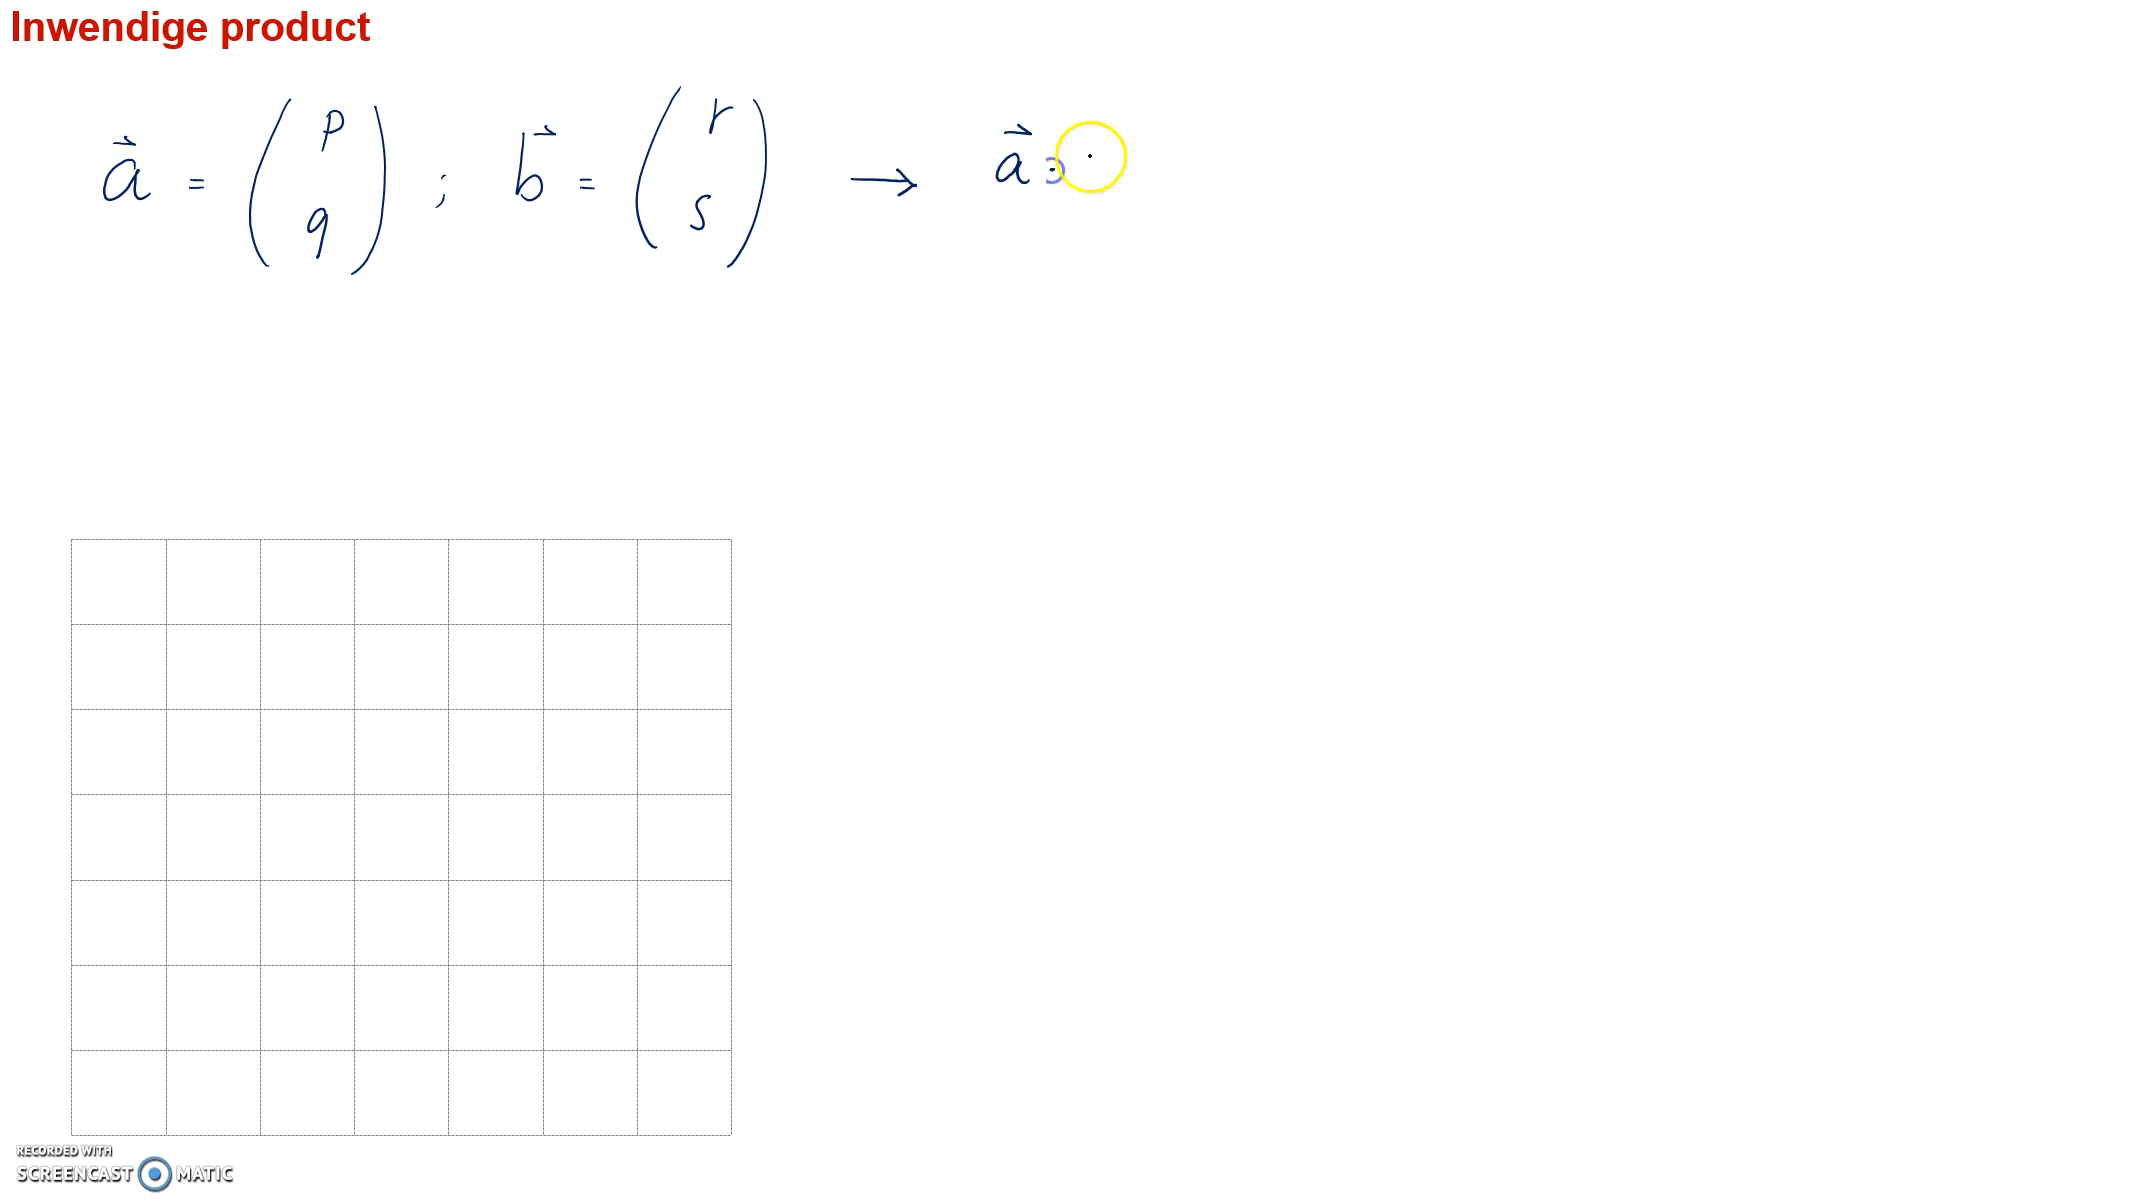 Inwendige product
a⃗ = ( p q ) ; b⃗ = ( r s ) → a⃗ ·
RECORDED WITH
SCREENCAST MATIC